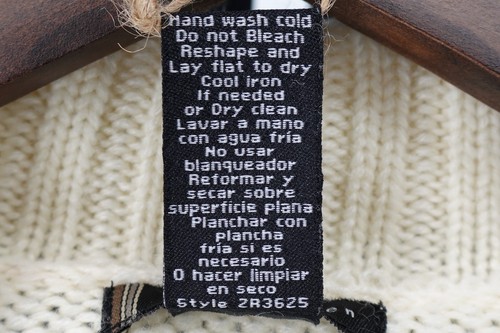 Hand wash cold
Do not Bleach
Reshape and
Lay flat to dry
Cool iron
If needed
or Dry clean
Lavar a mano
con agua fría
No usar
blanqueador
Reformar y
secar sobre
superficie plana
Planchar con
plancha
fría si es
necesario
O hacer limpiar
en seco
Style 2R3625